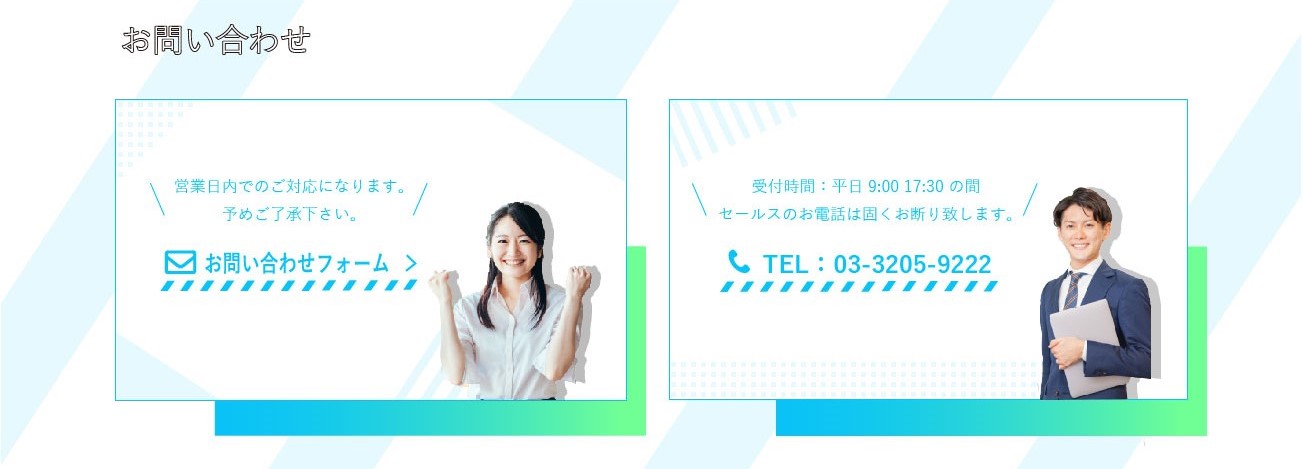 お問い合わせ
営業日内でのご対応になります。
予めご了承下さい。
お問い合わせフォーム
受付時間：平日 9:00 17:30 の間
セールスのお電話は固くお断り致します。
TEL：03-3205-9222